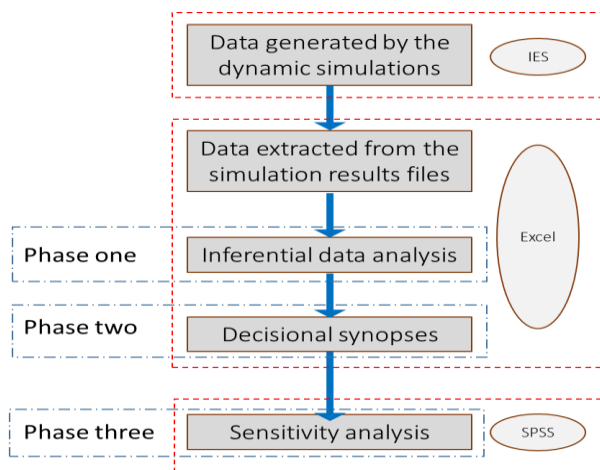 Data generated by the
dynamic simulations
IES
Data extracted from the
simulation results files
Excel
Phase one
Inferential data analysis
Phase two
Decisional synopses
Phase three
Sensitivity analysis
SPSS